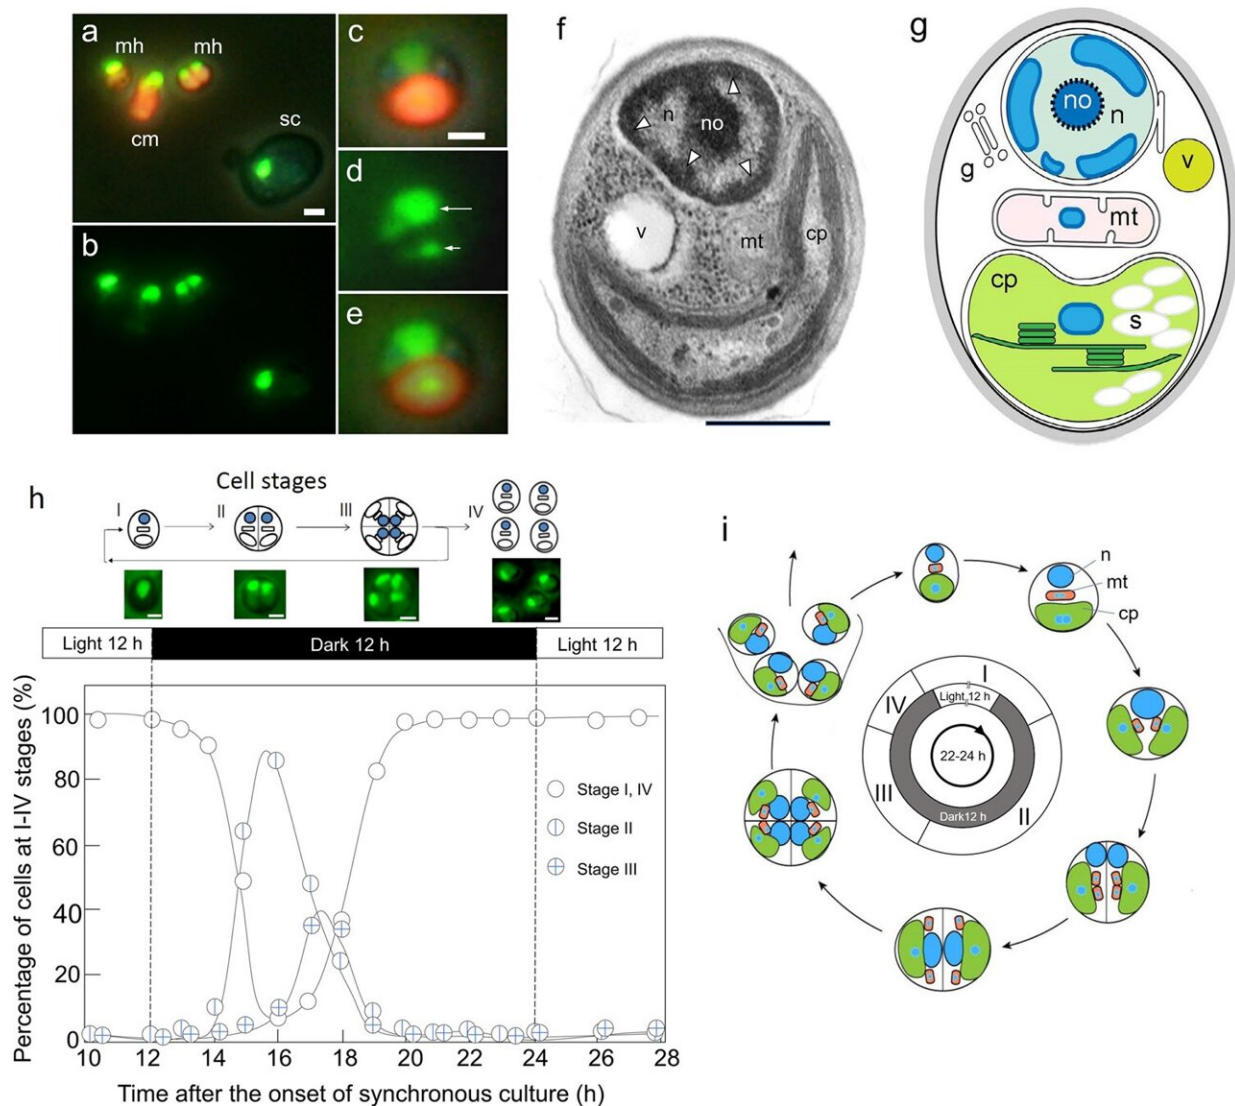 a
mh
mh
cm
sc
b
c
d
e
f
n
no
v
mt
cp
g
no
n
g
v
mt
cp
s
h
Cell stages
I
II
III
IV
Light 12 h
Dark 12 h
Light 12 h
Percentage of cells at I-IV stages (%)
100
80
60
40
20
0
Stage I, IV
Stage II
Stage III
10
12
14
16
18
20
22
24
26
28
Time after the onset of synchronous culture (h)
i
n
mt
cp
I
Light 12 h
IV
22-24 h
III
II
Dark12 h